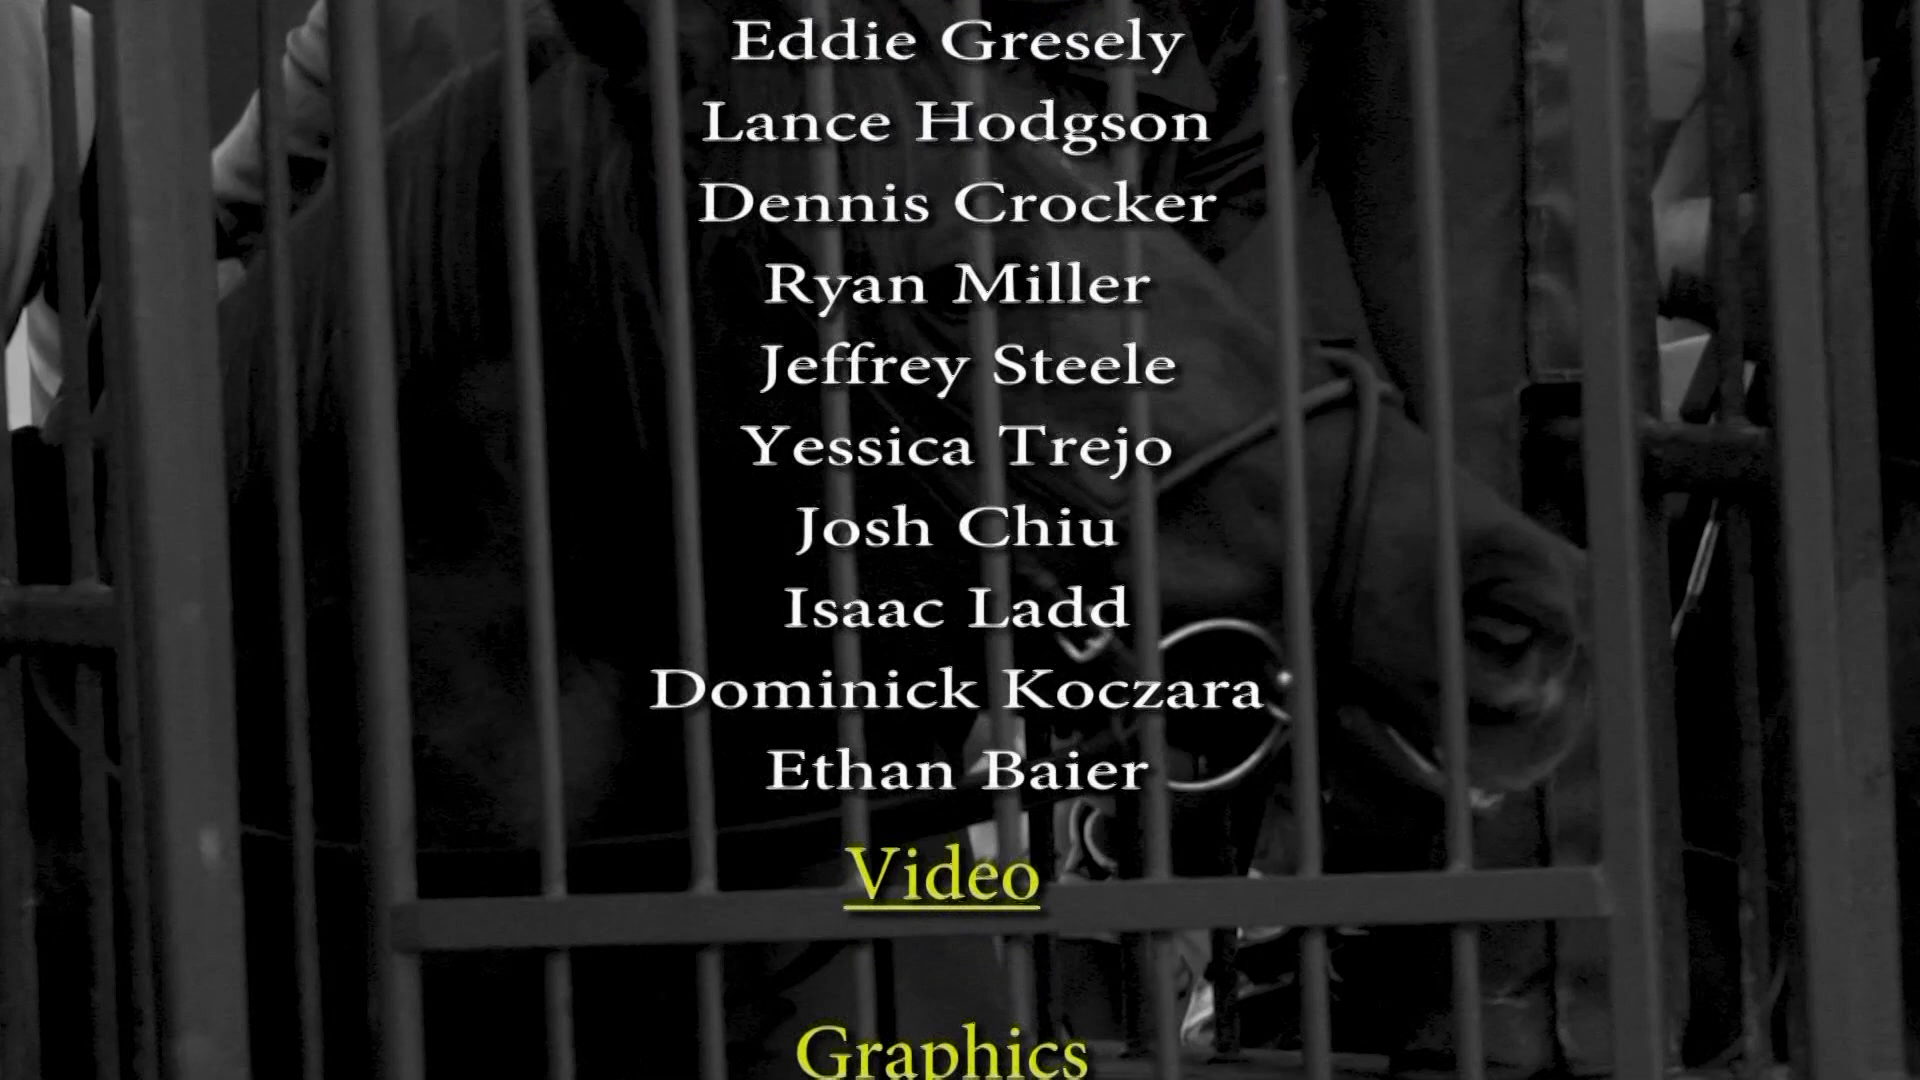 Eddie Gresely
Lance Hodgson
Dennis Crocker
Ryan Miller
Jeffrey Steele
Yessica Trejo
Josh Chiu
Isaac Ladd
Dominick Koczara
Ethan Baier
Video
Graphics